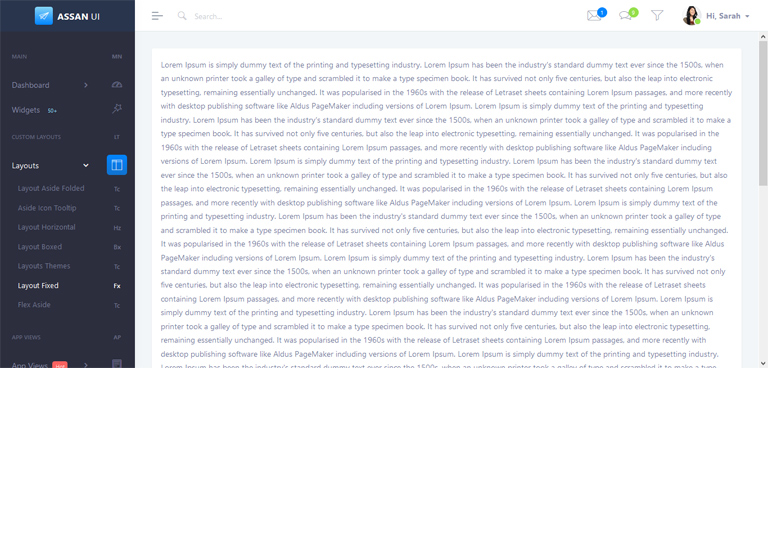 ASSAN UI
Search...
1
8
Hi, Sarah
MAIN MN
Dashboard
Widgets 50+
CUSTOM LAYOUTS ST
Layouts
Layout Aside Folded Tc
Aside Icon Tooltip Tc
Layout Horizontal Hz
Layout Boxed Bx
Layouts Themes Tc
Layout Fixed Fx
Flex Aside Tc
APP VIEWS AP
App Views Hot
Lorem Ipsum is simply dummy text of the printing and typesetting industry. Lorem Ipsum has been the industry's standard dummy text ever since the 1500s, when
an unknown printer took a galley of type and scrambled it to make a type specimen book. It has survived not only five centuries, but also the leap into electronic
typesetting, remaining essentially unchanged. It was popularised in the 1960s with the release of Letraset sheets containing Lorem Ipsum passages, and more recently
with desktop publishing software like Aldus PageMaker including versions of Lorem Ipsum. Lorem Ipsum is simply dummy text of the printing and typesetting
industry. Lorem Ipsum has been the industry's standard dummy text ever since the 1500s, when an unknown printer took a galley of type and scrambled it to make a
type specimen book. It has survived not only five centuries, but also the leap into electronic typesetting, remaining essentially unchanged. It was popularised in the
1960s with the release of Letraset sheets containing Lorem Ipsum passages, and more recently with desktop publishing software like Aldus PageMaker including
versions of Lorem Ipsum. Lorem Ipsum is simply dummy text of the printing and typesetting industry. Lorem Ipsum has been the industry's standard dummy text
ever since the 1500s, when an unknown printer took a galley of type and scrambled it to make a type specimen book. It has survived not only five centuries, but also
the leap into electronic typesetting, remaining essentially unchanged. It was popularised in the 1960s with the release of Letraset sheets containing Lorem Ipsum
passages, and more recently with desktop publishing software like Aldus PageMaker including versions of Lorem Ipsum. Lorem Ipsum is simply dummy text of the
printing and typesetting industry. Lorem Ipsum has been the industry's standard dummy text ever since the 1500s, when an unknown printer took a galley of type
and scrambled it to make a type specimen book. It has survived not only five centuries, but also the leap into electronic typesetting, remaining essentially unchanged.
It was popularised in the 1960s with the release of Letraset sheets containing Lorem Ipsum passages, and more recently with desktop publishing software like Aldus
PageMaker including versions of Lorem Ipsum. Lorem Ipsum is simply dummy text of the printing and typesetting industry. Lorem Ipsum has been the industry's
standard dummy text ever since the 1500s, when an unknown printer took a galley of type and scrambled it to make a type specimen book. It has survived not only
five centuries, but also the leap into electronic typesetting, remaining essentially unchanged. It was popularised in the 1960s with the release of Letraset sheets
containing Lorem Ipsum passages, and more recently with desktop publishing software like Aldus PageMaker including versions of Lorem Ipsum. Lorem Ipsum is
simply dummy text of the printing and typesetting industry. Lorem Ipsum has been the industry's standard dummy text ever since the 1500s, when an unknown
printer took a galley of type and scrambled it to make a type specimen book. It has survived not only five centuries, but also the leap into electronic typesetting,
remaining essentially unchanged. It was popularised in the 1960s with the release of Letraset sheets containing Lorem Ipsum passages, and more recently with
desktop publishing software like Aldus PageMaker including versions of Lorem Ipsum. Lorem Ipsum is simply dummy text of the printing and typesetting industry.
Lorem Ipsum has been the industry's standard dummy text ever since the 1500s, when an unknown printer took a galley of type and scrambled it to make a type